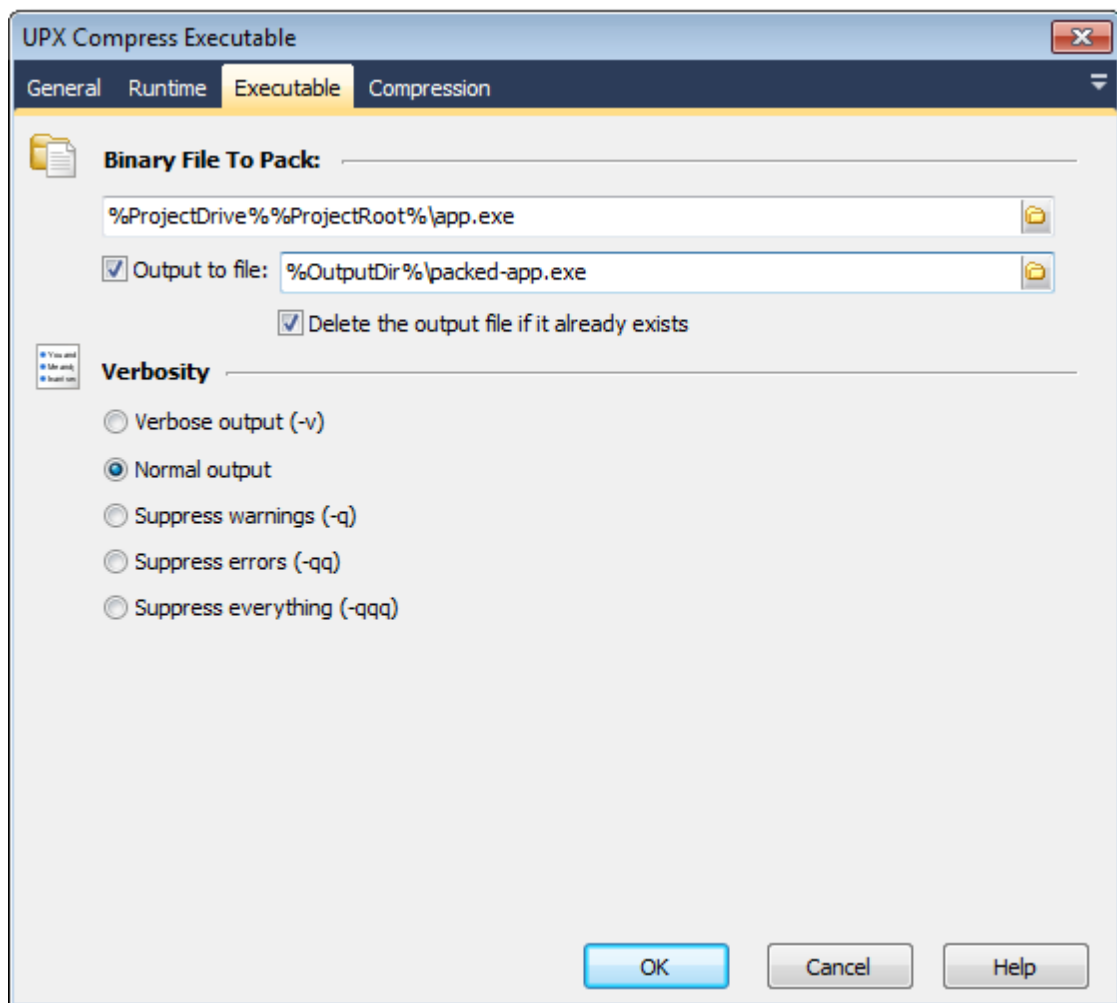 UPX Compress Executable
General Runtime Executable Compression
Binary File To Pack:
%ProjectDrive%%ProjectRoot%\app.exe
Output to file: %OutputDir%\packed-app.exe
Delete the output file if it already exists
Verbosity
Verbose output (-v)
Normal output
Suppress warnings (-q)
Suppress errors (-qq)
Suppress everything (-qqq)
OK Cancel Help